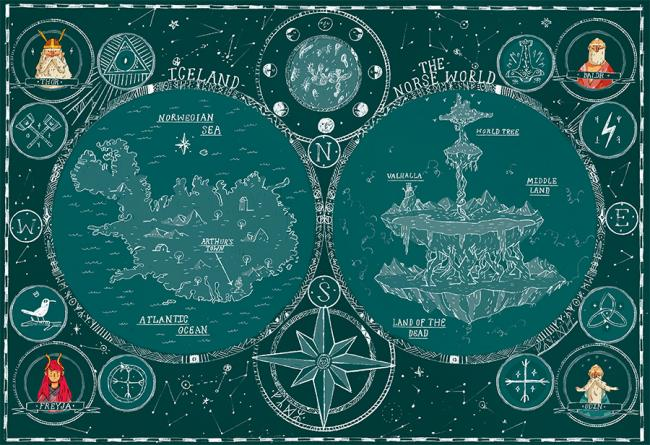 ICELAND
THE
NORSE WORLD
THOR
BALDR
NORWEGIAN
SEA
WORLD TREE
N
VALHALLA
MIDDLE
LAND
W
E
ARTHUR'S
TOWN
S
ATLANTIC
OCEAN
LAND OF THE
DEAD
FREYJA
ODIN